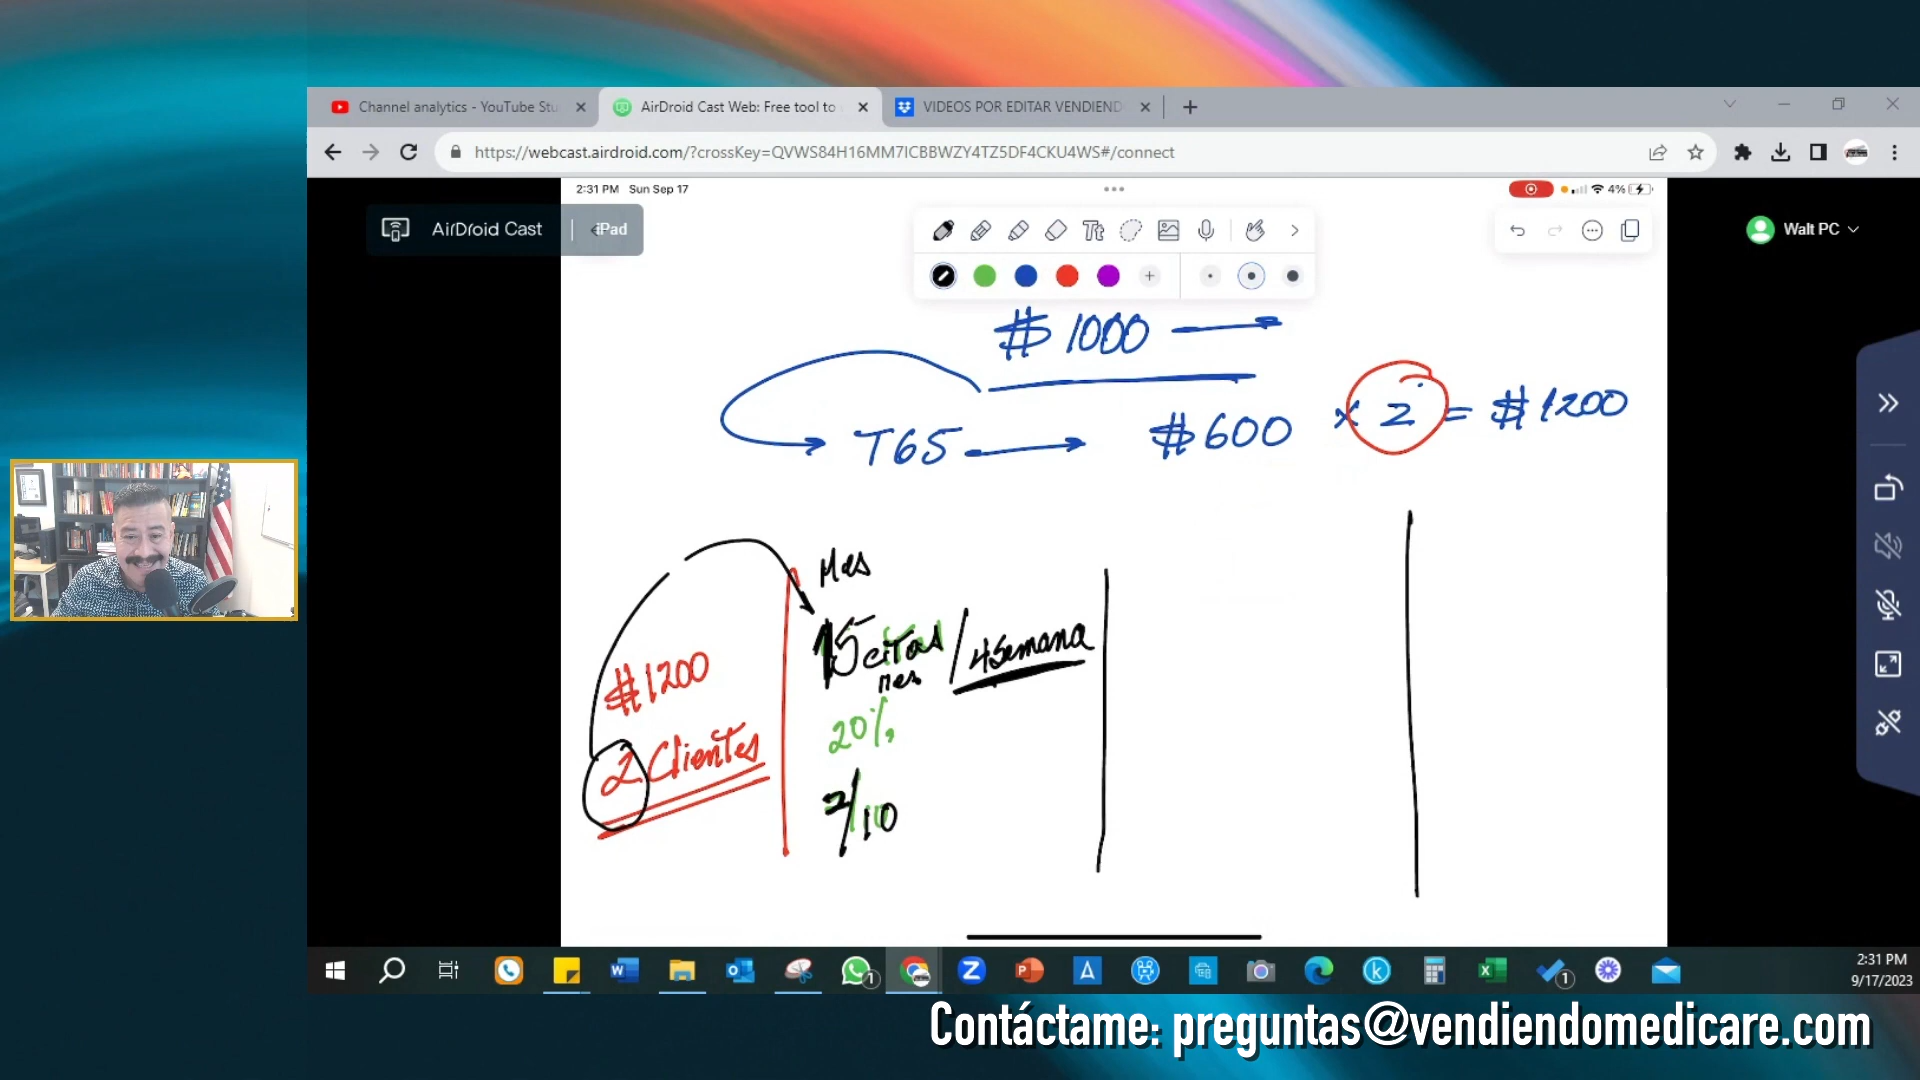 Channel analytics - YouTube Stu
AirDroid Cast Web: Free tool to
VIDEOS POR EDITAR VENDIEND
https://webcast.airdroid.com/?crossKey=QVWS84H16MM7ICBBWZY4TZ5DF4CKU4WS#/connect
2:31 PM Sun Sep 17
4%
AirDroid Cast
iPad
Tt
Walt PC
$ 1000
T65 $600 x 2 = $1200
Mes
15 citas / 4 Semana
mes
$1200
20%
2 Clientes
2/10
2:31 PM
9/17/2023
Contáctame: preguntas@vendiendomedicare.com